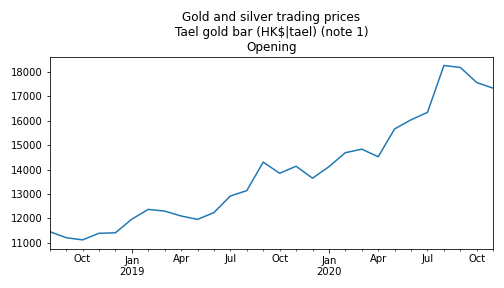 Gold and silver trading prices
Tael gold bar (HK$|tael) (note 1)
Opening
18000
17000
16000
15000
14000
13000
12000
11000
Oct
Jan
2019
Apr
Jul
Oct
Jan
2020
Apr
Jul
Oct